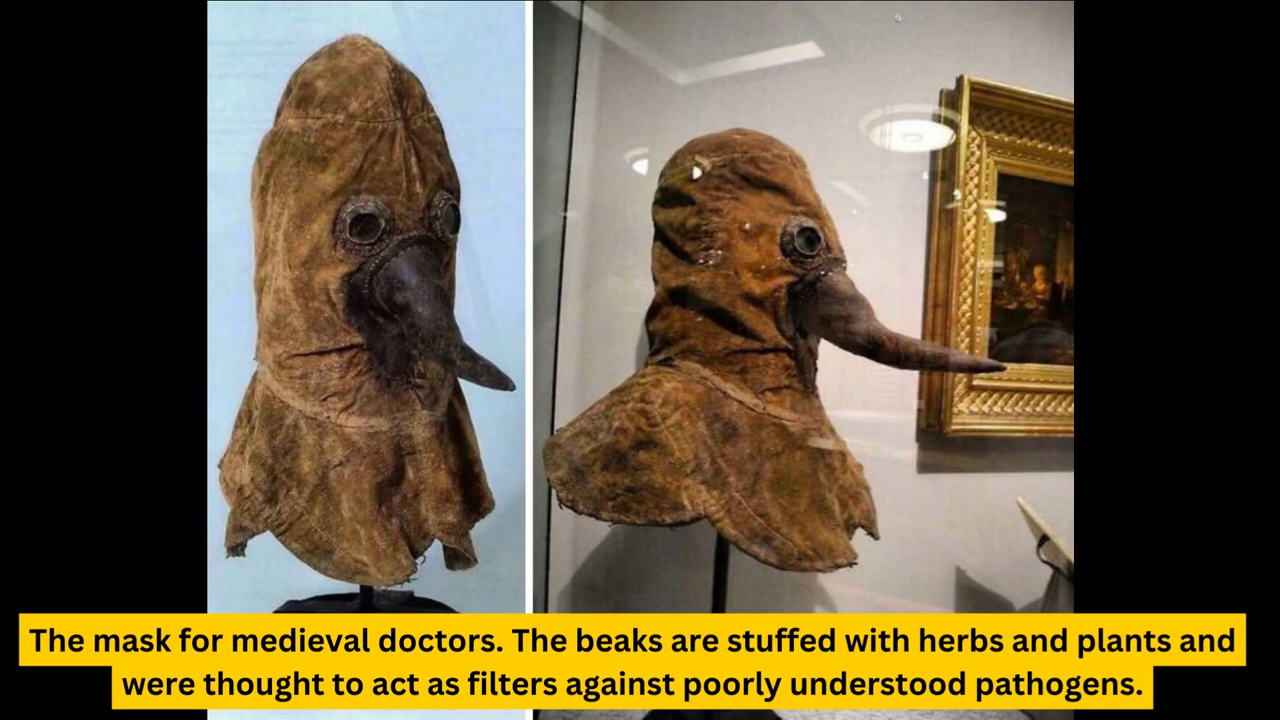 The mask for medieval doctors. The beaks are stuffed with herbs and plants and
were thought to act as filters against poorly understood pathogens.